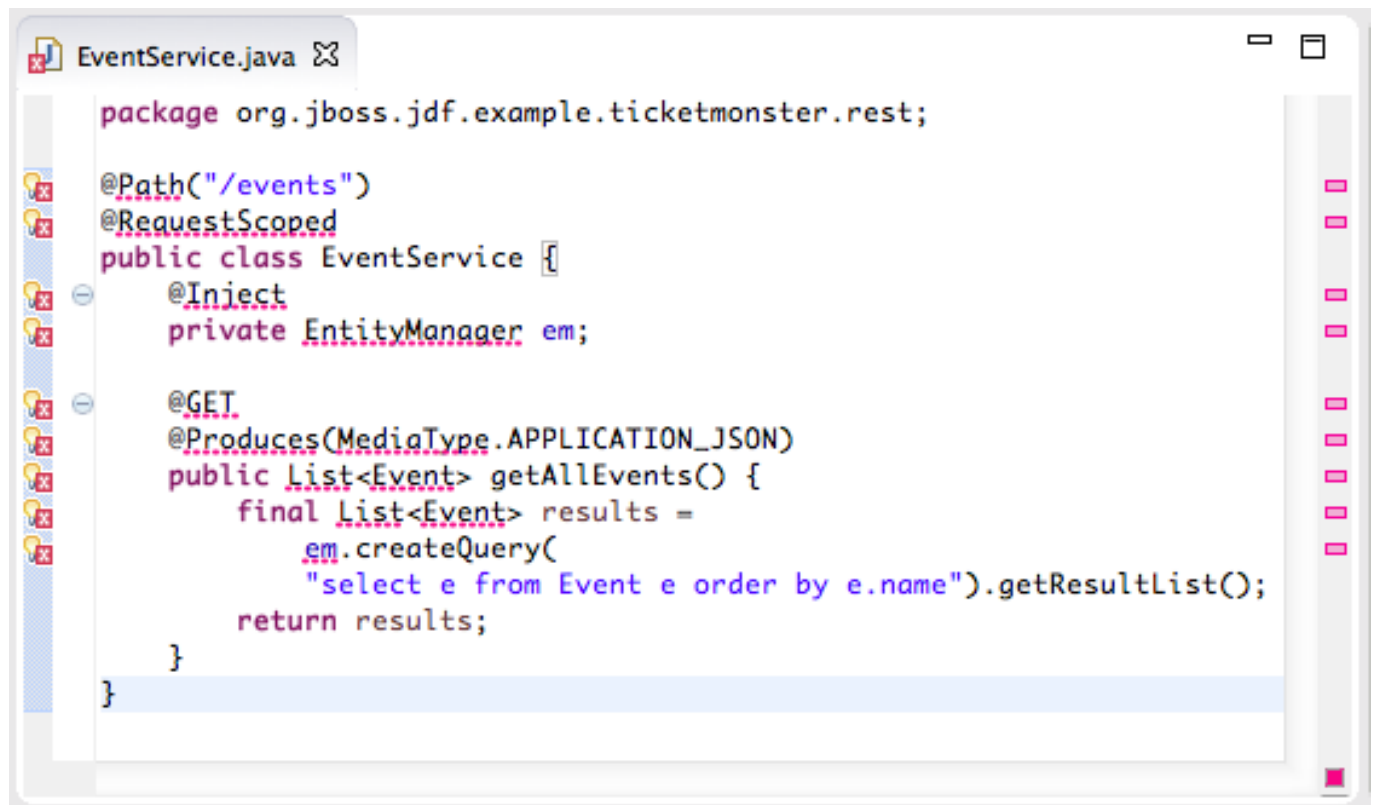 EventService.java
package org.jboss.jdf.example.ticketmonster.rest;
@Path("/events")
@RequestScoped
public class EventService {
@Inject
private EntityManager em;
@GET
@Produces(MediaType.APPLICATION_JSON)
public List<Event> getAllEvents() {
final List<Event> results =
em.createQuery(
"select e from Event e order by e.name").getResultList();
return results;
}
}